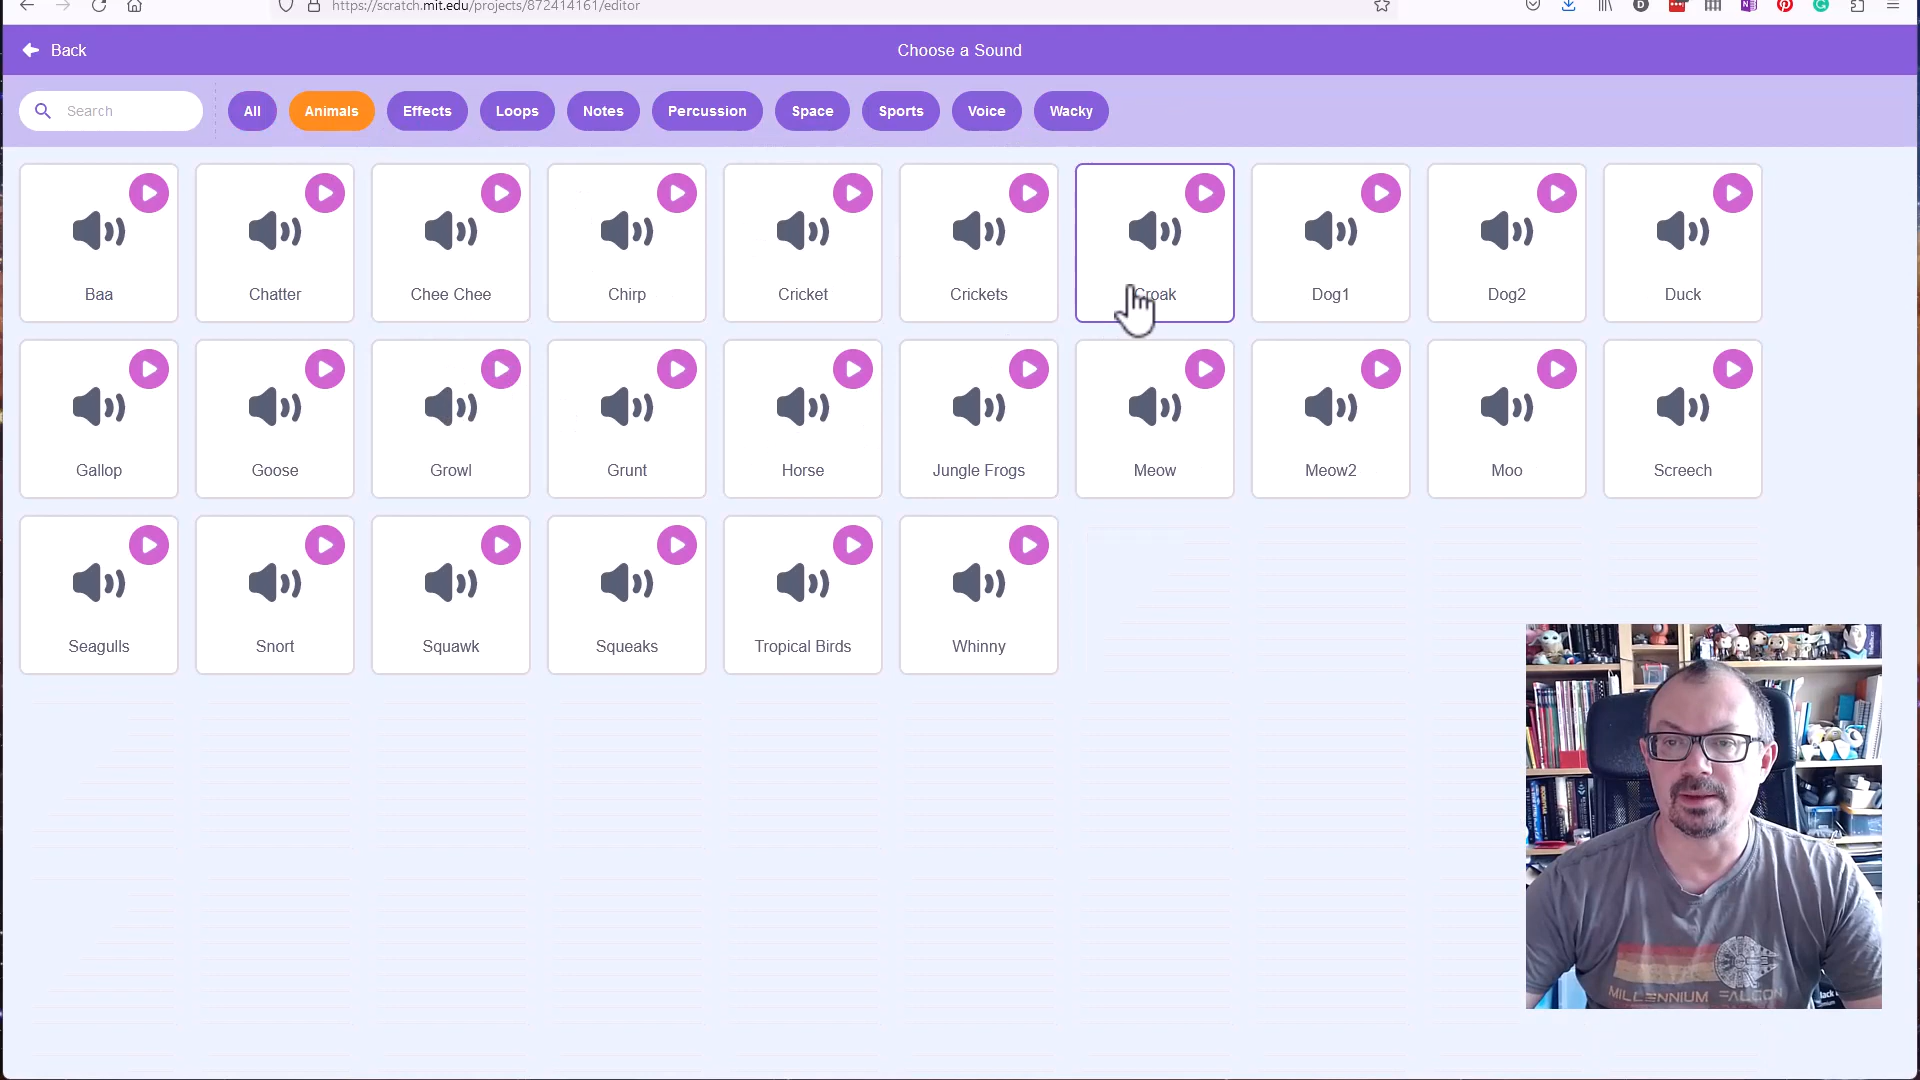 https://scratch.mit.edu/projects/872414161/editor
Back
Choose a Sound
Search
All
Animals
Effects
Loops
Notes
Percussion
Space
Sports
Voice
Wacky
Baa
Chatter
Chee Chee
Chirp
Cricket
Crickets
Croak
Dog1
Dog2
Duck
Gallop
Goose
Growl
Grunt
Horse
Jungle Frogs
Meow
Meow2
Moo
Screech
Seagulls
Snort
Squawk
Squeaks
Tropical Birds
Whinny
MILLENNIUM FALCON